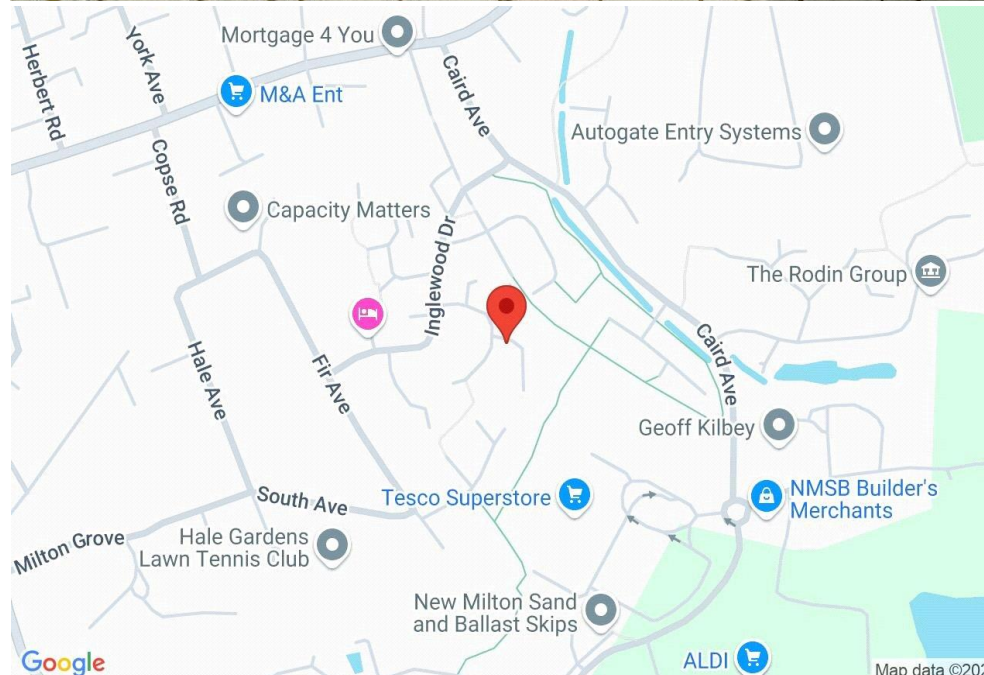 Mortgage 4 You
York Ave
Herbert Rd
M&A Ent
Caird Ave
Autogate Entry Systems
Copse Rd
Capacity Matters
Inglewood Dr
The Rodin Group
Hale Ave
Fir Ave
Caird Ave
Geoff Kilbey
Tesco Superstore
NMSB Builder's
Merchants
South Ave
Milton Grove
Hale Gardens
Lawn Tennis Club
New Milton Sand
and Ballast Skips
ALDI
Google
Map data